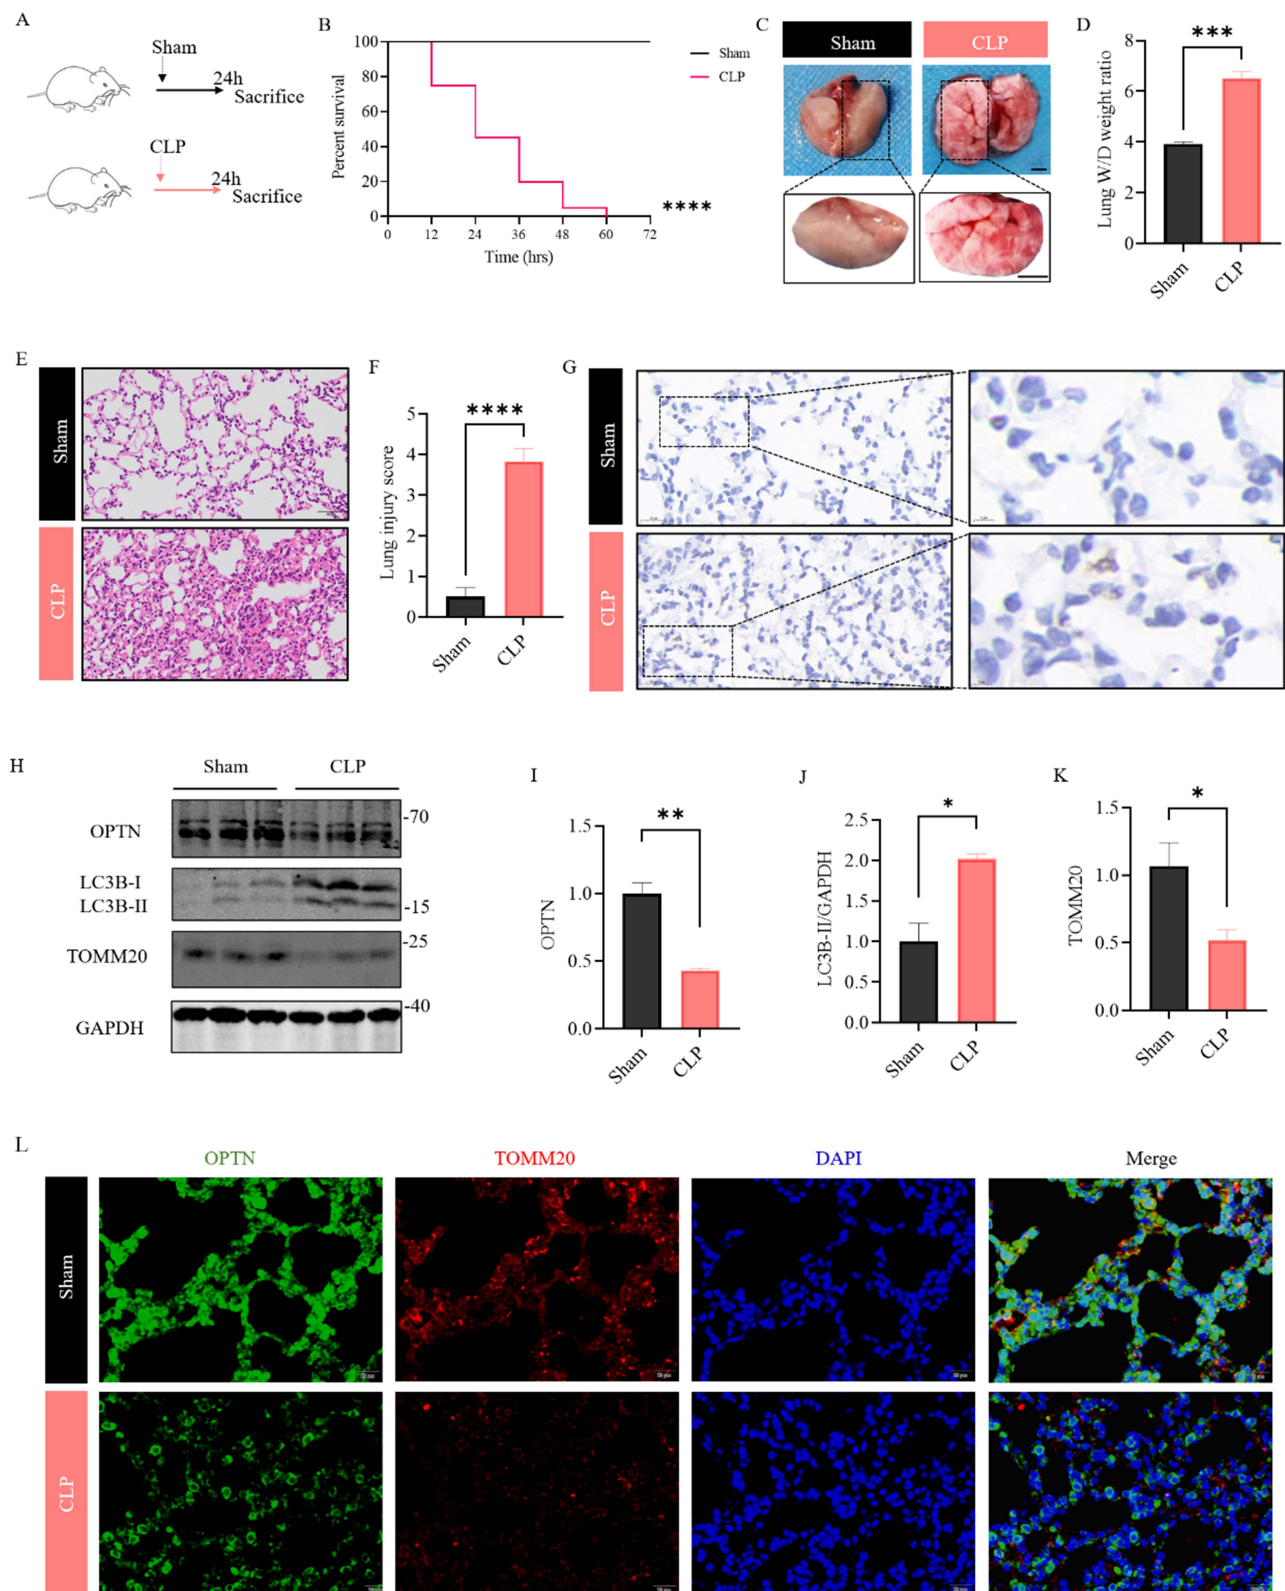 A
Sham
24h
Sacrifice
CLP
24h
Sacrifice
B
Percent survival
100
80
60
40
20
0
0 12 24 36 48 60 72
Time (hrs)
Sham
CLP
****
C
Sham CLP
D
Lung W/D weight ratio
8
6
4
2
0
***
Sham CLP
E
Sham
CLP
F
Lung injury score
5
4
3
2
1
0
****
Sham CLP
G
Sham
CLP
H
Sham CLP
OPTN
-70
LC3B-I
LC3B-II
-15
TOMM20
-25
GAPDH
-40
I
OPTN
1.5
1.0
0.5
0.0
**
Sham CLP
J
LC3B-II/GAPDH
2.5
2.0
1.5
1.0
0.5
0.0
*
Sham CLP
K
TOMM20
1.5
1.0
0.5
0.0
*
Sham CLP
L
OPTN TOMM20 DAPI Merge
Sham
CLP